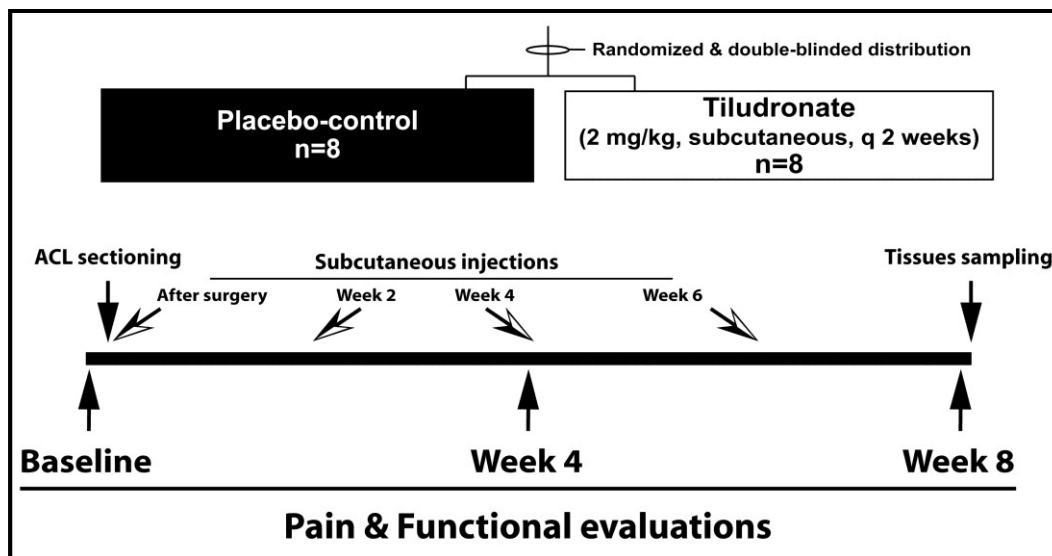 Randomized & double-blinded distribution
Placebo-control
n=8
Tiludronate
(2 mg/kg, subcutaneous, q 2 weeks)
n=8
ACL sectioning
Subcutaneous injections
Tissues sampling
After surgery
Week 2
Week 4
Week 6
Baseline
Week 4
Week 8
Pain & Functional evaluations